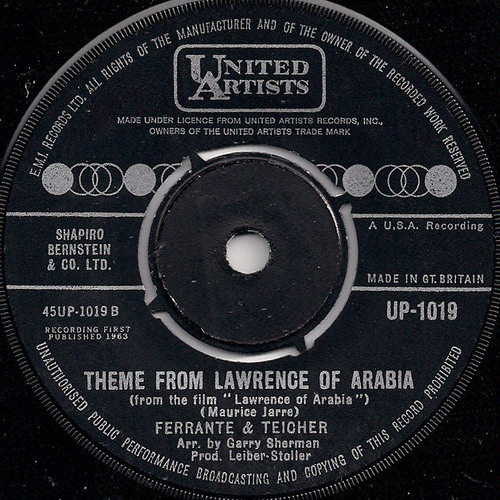 E.M.I. RECORDS LTD. ALL RIGHTS OF THE MANUFACTURER AND OF THE OWNER OF THE RECORDED WORK RESERVED
UNITED
ARTISTS
MADE UNDER LICENCE FROM UNITED ARTISTS RECORDS, INC.,
OWNERS OF THE UNITED ARTISTS TRADE MARK
SHAPIRO
BERNSTEIN
& CO. LTD.
A U.S.A. Recording
MADE IN GT. BRITAIN
45UP-1019 B
UP-1019
RECORDING FIRST
PUBLISHED 1963
THEME FROM LAWRENCE OF ARABIA
(from the film "Lawrence of Arabia")
(Maurice Jarre)
FERRANTE & TEICHER
Arr. by Garry Sherman
Prod. Leiber-Stoller
UNAUTHORISED PUBLIC PERFORMANCE BROADCASTING AND COPYING OF THIS RECORD PROHIBITED